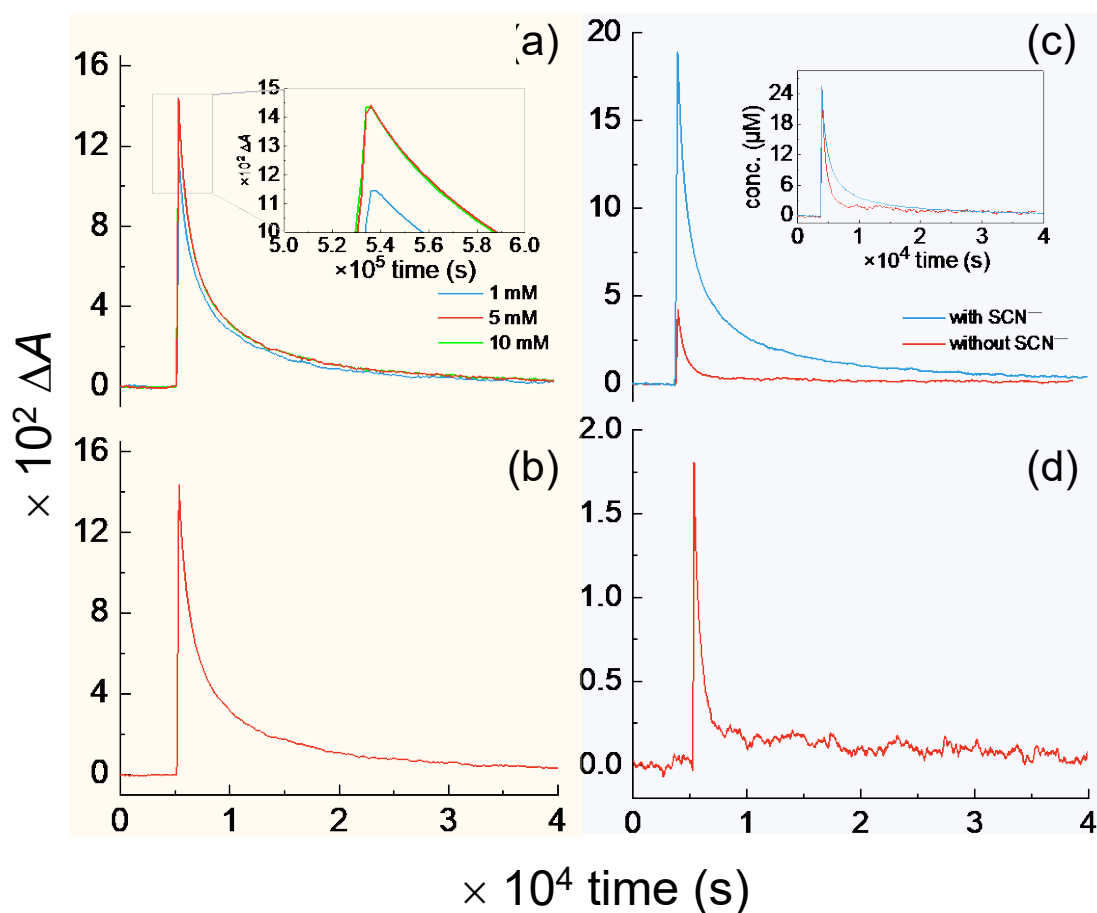 (a)
16
12
8
4
0
15
14
13
12
11
10
×10² ΔA
5.0 5.2 5.4 5.6 5.8 6.0
×10⁵ time (s)
1 mM
5 mM
10 mM
(c)
20
15
10
5
0
24
18
12
6
0
conc. (µM)
0 1 2 3 4
×10⁴ time (s)
with SCN⁻
without SCN⁻
× 10² ΔA
(b)
16
12
8
4
0
0 1 2 3 4
(d)
2.0
1.5
1.0
0.5
0.0
0 1 2 3 4
× 10⁴ time (s)